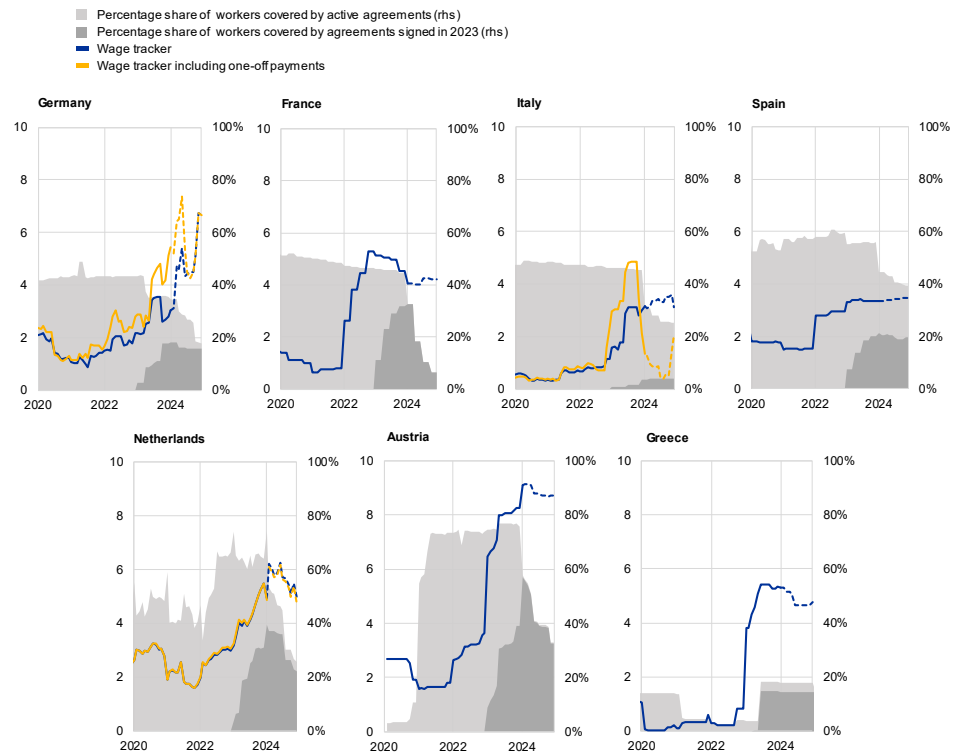 Percentage share of workers covered by active agreements (rhs)
Percentage share of workers covered by agreements signed in 2023 (rhs)
Wage tracker
Wage tracker including one-off payments
Germany
France
Italy
Spain
10 100% 10 100% 10 100% 10 100%
8 80% 8 80% 8 80% 8 80%
6 60% 6 60% 6 60% 6 60%
4 40% 4 40% 4 40% 4 40%
2 20% 2 20% 2 20% 2 20%
0 0% 0 0% 0 0% 0 0%
2020 2022 2024 2020 2022 2024 2020 2022 2024 2020 2022 2024
Netherlands
Austria
Greece
10 100% 10 100% 10 100%
8 80% 8 80% 8 80%
6 60% 6 60% 6 60%
4 40% 4 40% 4 40%
2 20% 2 20% 2 20%
0 0% 0 0% 0 0%
2020 2022 2024 2020 2022 2024 2020 2022 2024